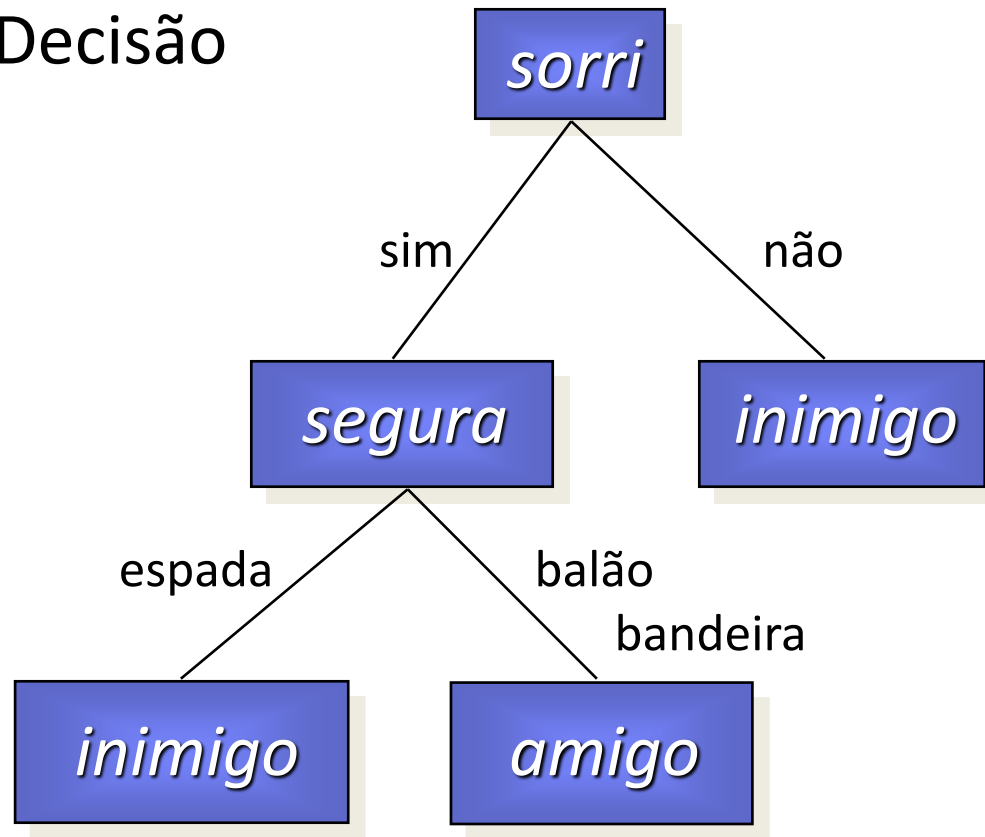 Decisão
sorri
sim
não
segura
inimigo
espada
balão
bandeira
inimigo
amigo